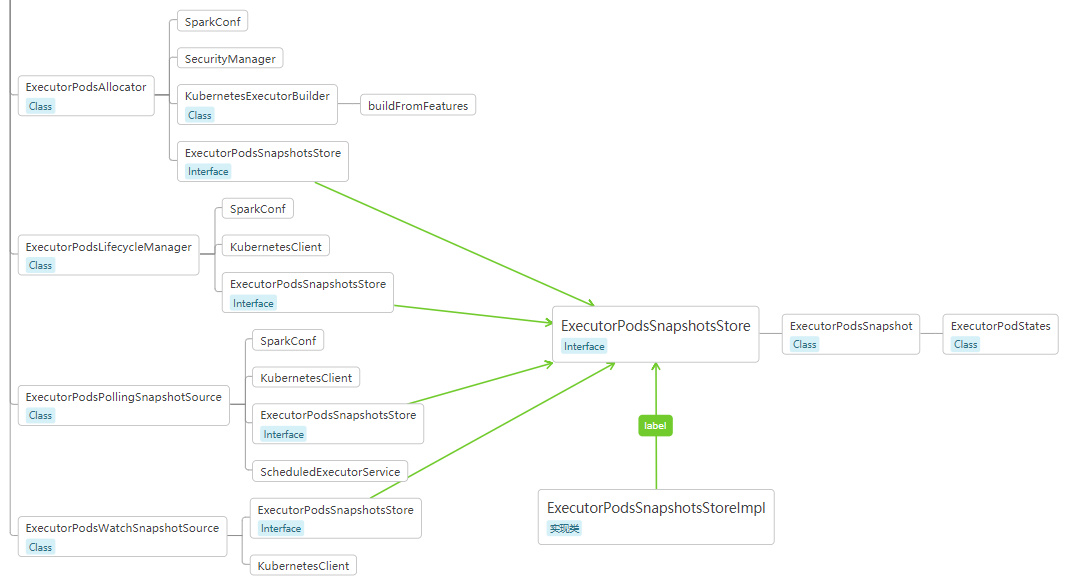 SparkConf
SecurityManager
ExecutorPodsAllocator
Class
KubernetesExecutorBuilder
Class
buildFromFeatures
ExecutorPodsSnapshotsStore
Interface
SparkConf
ExecutorPodsLifecycleManager
Class
KubernetesClient
ExecutorPodsSnapshotsStore
Interface
SparkConf
KubernetesClient
ExecutorPodsPollingSnapshotSource
Class
ExecutorPodsSnapshotsStore
Interface
ScheduledExecutorService
ExecutorPodsWatchSnapshotSource
Class
ExecutorPodsSnapshotsStore
Interface
KubernetesClient
ExecutorPodsSnapshotsStore
Interface
ExecutorPodsSnapshot
Class
ExecutorPodStates
Class
label
ExecutorPodsSnapshotsStoreImpl
实现类